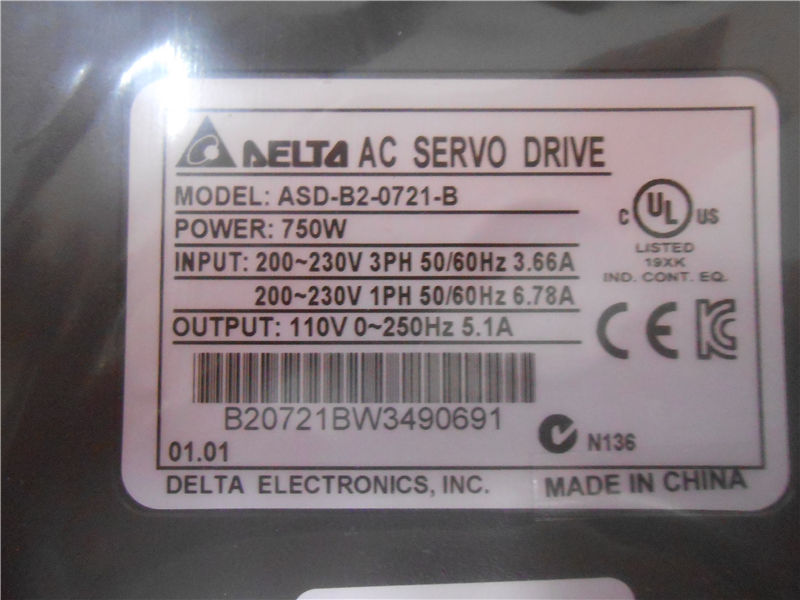 DELTA AC SERVO DRIVE
MODEL: ASD-B2-0721-B
POWER: 750W
INPUT: 200~230V 3PH 50/60Hz 3.66A
200~230V 1PH 50/60Hz 6.78A
OUTPUT: 110V 0~250Hz 5.1A
C UL US
LISTED
19XK
IND. CONT. EQ.
CE KC
B20721BW3490691
N136
01.01
DELTA ELECTRONICS, INC.
MADE IN CHINA